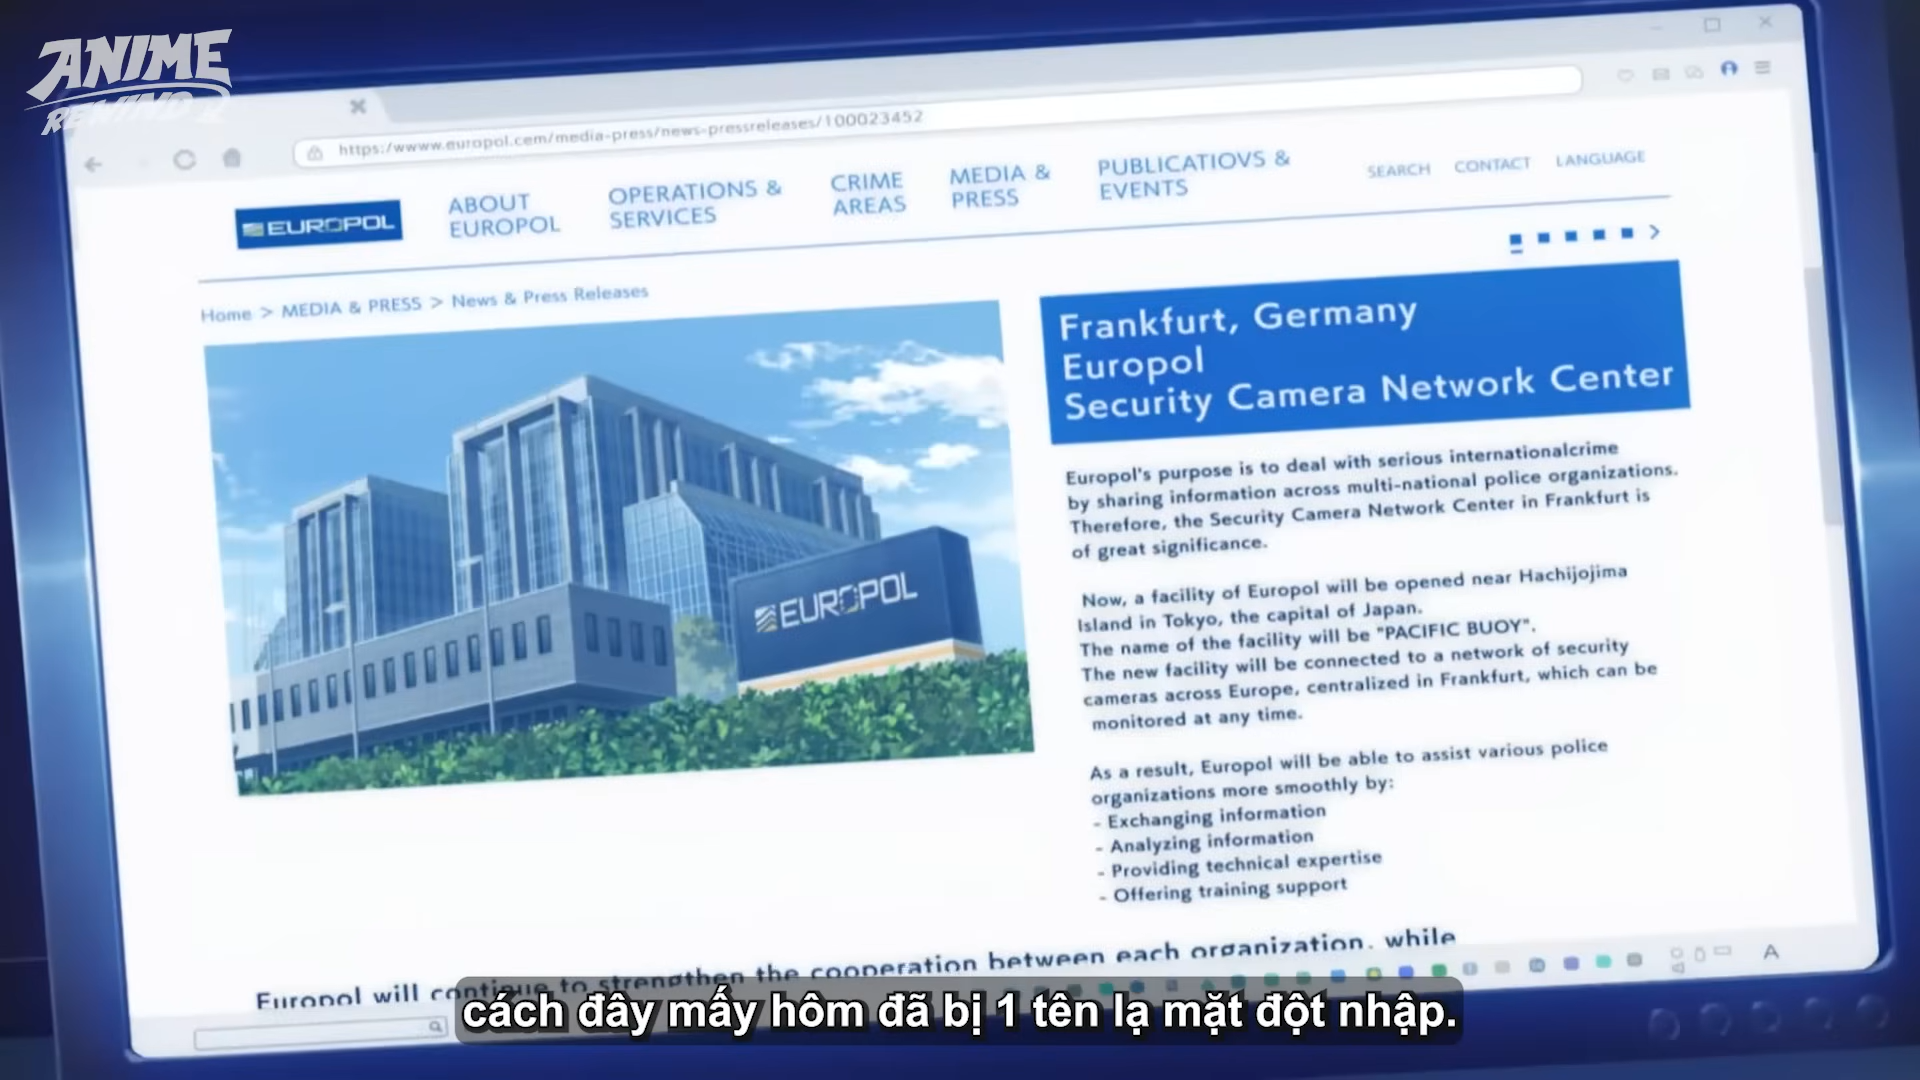 ANIME
REWIND
https:/wwww.europol.cem/media-press/news-pressreleases/100023452
EUROPOL
ABOUT
EUROPOL
OPERATIONS &
SERVICES
CRIME
AREAS
MEDIA &
PRESS
PUBLICATIOVS &
EVENTS
SEARCH
CONTACT
LANGUAGE
Home > MEDIA & PRESS > News & Press Releases
EUROPOL
Frankfurt, Germany
Europol
Security Camera Network Center
Europol's purpose is to deal with serious internationalcrime
by sharing information across multi-national police organizations.
Therefore, the Security Camera Network Center in Frankfurt is
of great significance.
Now, a facility of Europol will be opened near Hachijojima
Island in Tokyo, the capital of Japan.
The name of the facility will be "PACIFIC BUOY".
The new facility will be connected to a network of security
cameras across Europe, centralized in Frankfurt, which can be
monitored at any time.
As a result, Europol will be able to assist various police
organizations more smoothly by:
- Exchanging information
- Analyzing information
- Providing technical expertise
- Offering training support
Europol will continue to strengthen the cooperation between each organization, while
A
cách đây mấy hôm đã bị 1 tên lạ mặt đột nhập.